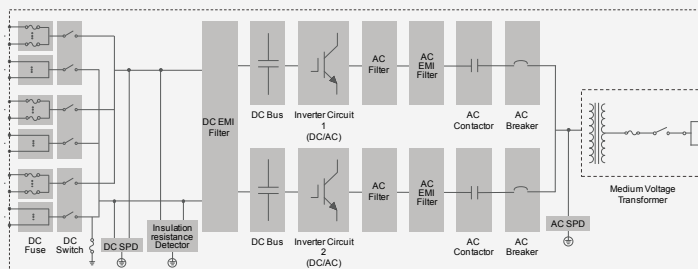 DC EMI
Filter
AC
Filter
AC
EMI
Filter
DC Bus
Inverter Circuit
1
(DC/AC)
AC
Contactor
AC
Breaker
AC
Filter
AC
EMI
Filter
Medium Voltage
Transformer
DC
Fuse
DC
Switch
DC SPD
Insulation
resistance
Detector
DC Bus
Inverter Circuit
2
(DC/AC)
AC
Contactor
AC
Breaker
AC SPD